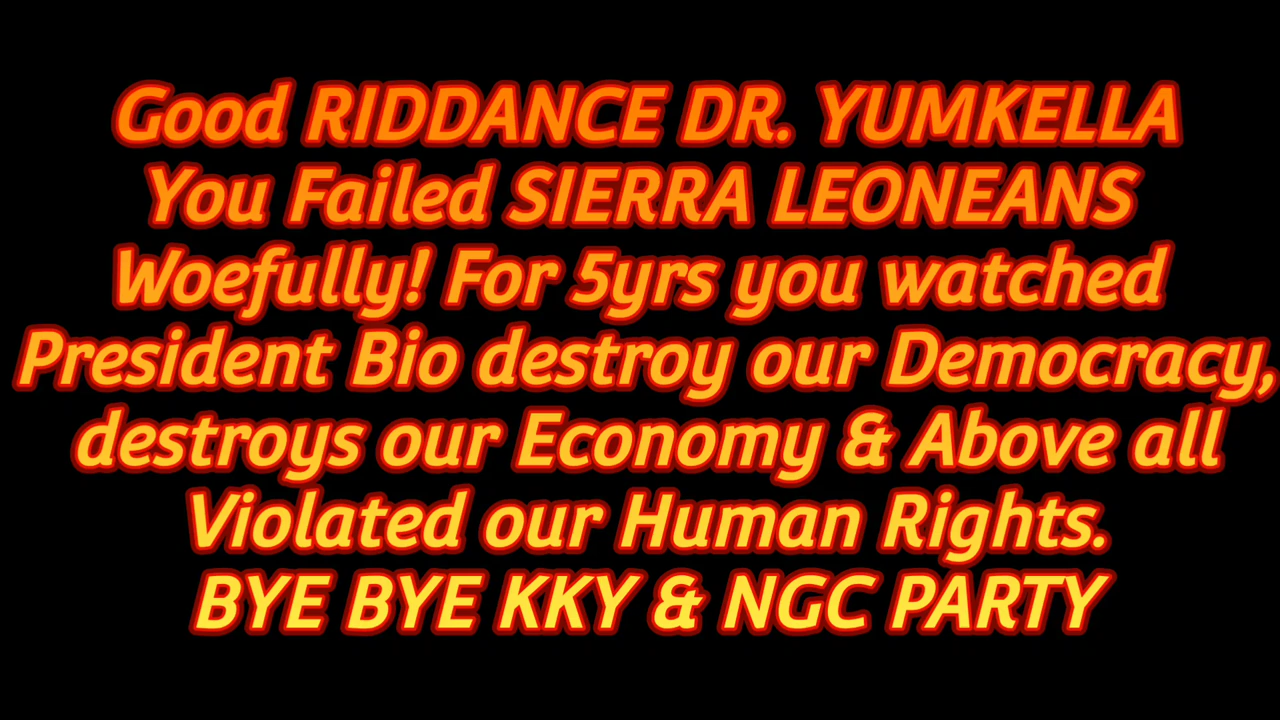 Good RIDDANCE DR. YUMKELLA
You Failed SIERRA LEONEANS
Woefully! For 5yrs you watched
President Bio destroy our Democracy,
destroys our Economy & Above all
Violated our Human Rights.
BYE BYE KKY & NGC PARTY